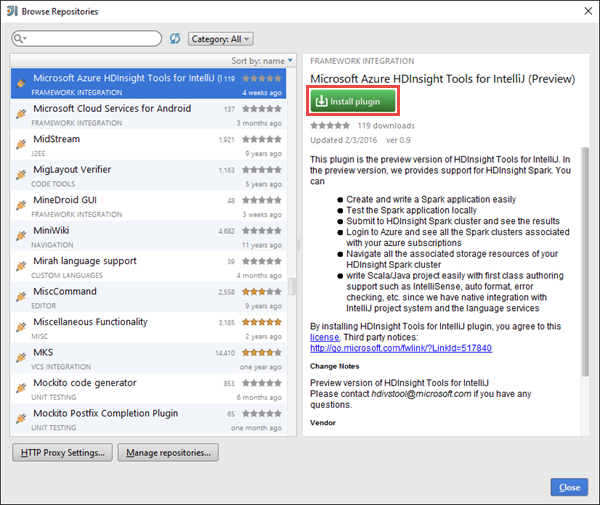 Browse Repositories
Category: All
Sort by: name
Microsoft Azure HDInsight Tools for IntelliJ (I 119
FRAMEWORK INTEGRATION 4 weeks ago
Microsoft Cloud Services for Android 137
FRAMEWORK INTEGRATION 3 months ago
MidStream 1,921
J2EE 9 years ago
MigLayout Verifier 1,163
CODE TOOLS 5 years ago
MineDroid GUI 48
FRAMEWORK INTEGRATION 3 weeks ago
MiniWiki 4,682
NAVIGATION 11 years ago
Mirah language support 39
CUSTOM LANGUAGES 4 months ago
MiscCommand 2,558
EDITOR 9 years ago
Miscellaneous Functionality 3,185
MISC 2 years ago
MKS 14,410
VCS INTEGRATION one year ago
Mockito code generator 853
UNIT TESTING 6 months ago
Mockito Postfix Completion Plugin 65
UNIT TESTING one month ago
HTTP Proxy Settings...
Manage repositories...
FRAMEWORK INTEGRATION
Microsoft Azure HDInsight Tools for IntelliJ (Preview)
Install plugin
119 downloads
Updated 2/3/2016 ver 0.9
This plugin is the preview version of HDInsight Tools for IntelliJ. In
the preview version, we provides support for HDInsight Spark. You
can
● Create and write a Spark application easily
● Test the Spark application locally
● Submit to HDInsight Spark cluster and see the results
● Login to Azure and see all the Spark clusters associated
with your azure subscriptions
● Navigate all the associated storage resources of your
HDInsight Spark cluster
● write Scala/Java project easily with first class authoring
support such as IntelliSense, auto format, error
checking, etc. since we have native integration with
IntelliJ project system and the language services
By installing HDInsight Tools for IntelliJ plugin, you agree to this
license. Third party notices:
http://go.microsoft.com/fwlink/?LinkId=517840
Change Notes
Preview version of HDInsight Tools for IntelliJ
Please contact hdivstool@microsoft.com if you have any
questions.
Vendor
Close